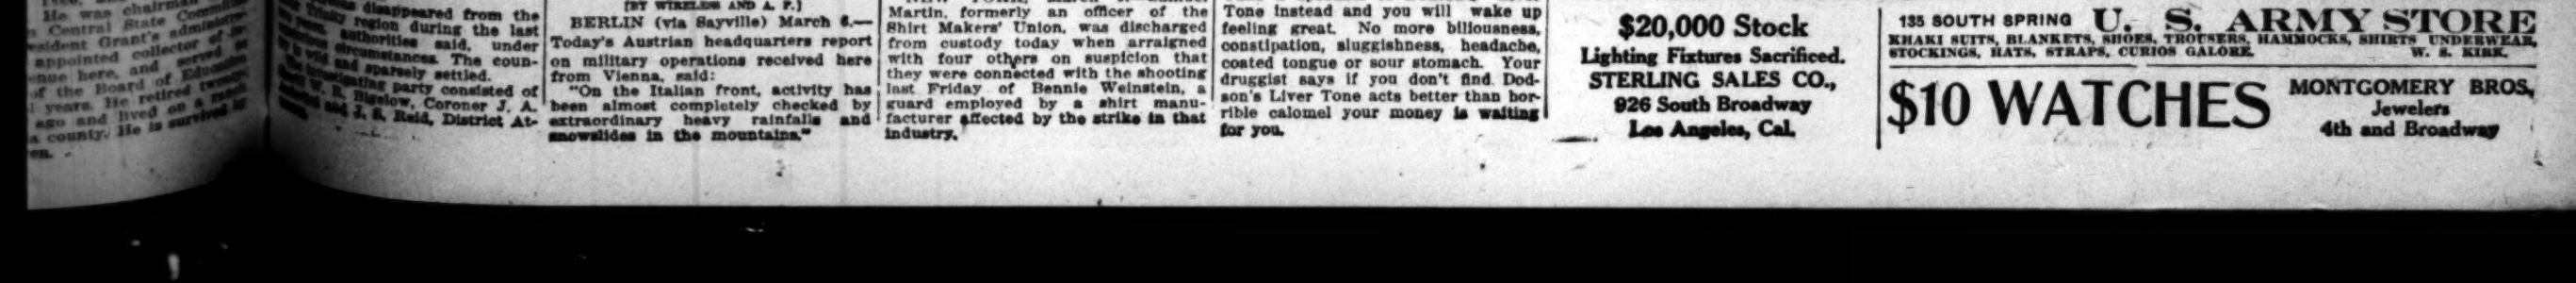 He was chairman
Central State Committee
Grant's
appointed collector of
enue here, and served
of the Board of Education
years. He retired
ago and lived on a ranch
county. He is survived by
en.
disappeared from the
Trinity region during the last
years, authorities said, under
circumstances. The coun-
and sparsely settled.
The investigating party consisted of
W. R. Bigelow, Coroner J. A.
and J. S. Reid, District At-
[BY WIRELESS AND A. P.]
BERLIN (via Sayville) March 6.—
Today's Austrian headquarters report
on military operations received here
from Vienna, said:
"On the Italian front, activity has
been almost completely checked by
extraordinary heavy rainfalls and
snowslides in the mountains."
Martin, formerly an officer of the
Shirt Makers' Union, was discharged
from custody today when arraigned
with four others on suspicion that
they were connected with the shooting
last Friday of Bennie Weinstein, a
guard employed by a shirt manu-
facturer affected by the strike in that
industry.
Tone instead and you will wake up
feeling great. No more biliousness,
constipation, sluggishness, headache,
coated tongue or sour stomach. Your
druggist says if you don't find Dod-
son's Liver Tone acts better than hor-
rible calomel your money is waiting
for you.
$20,000 Stock
Lighting Fixtures Sacrificed.
STERLING SALES CO.,
926 South Broadway
Los Angeles, Cal.
135 SOUTH SPRING U. S. ARMY STORE
KHAKI SUITS, BLANKETS, SHOES, TROUSERS, HAMMOCKS, SHIRTS UNDERWEAR,
STOCKINGS, HATS, STRAPS, CURIOS GALORE. W. S. KIRK.
$10 WATCHES
MONTGOMERY BROS,
Jewelers
4th and Broadway